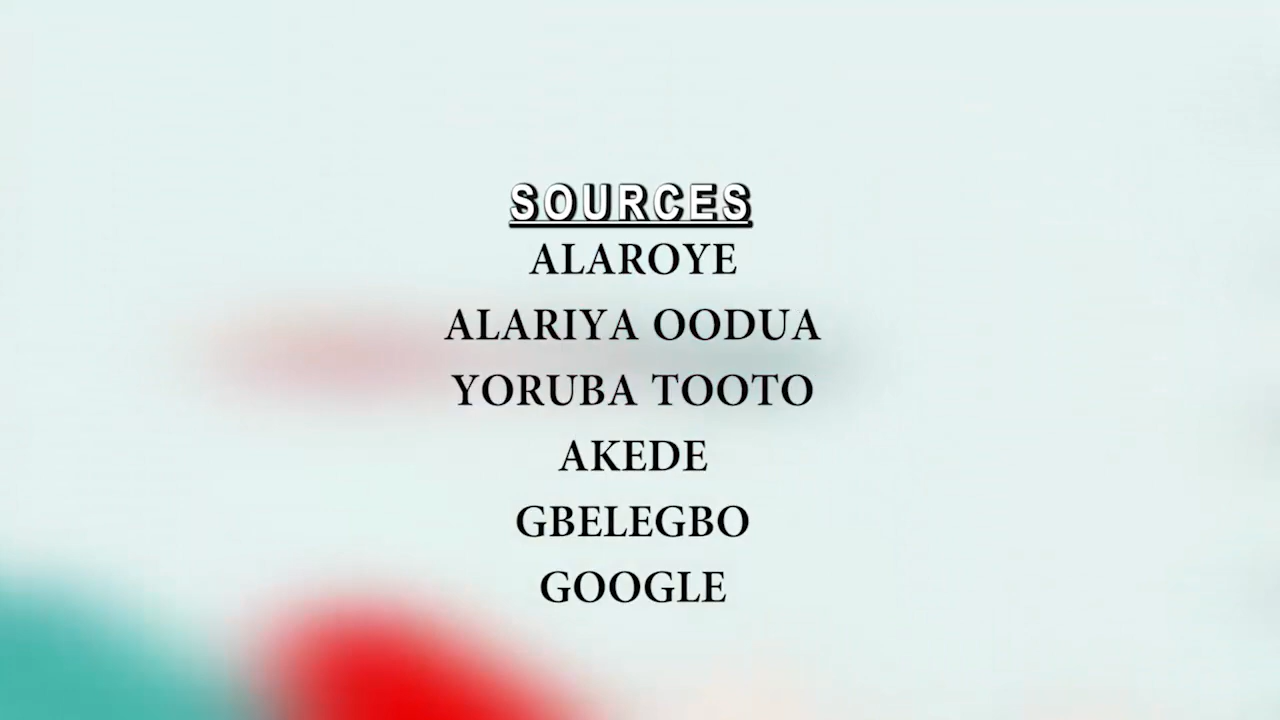 SOURCES
ALAROYE
ALARIYA OODUA
YORUBA TOOTO
AKEDE
GBELEGBO
GOOGLE